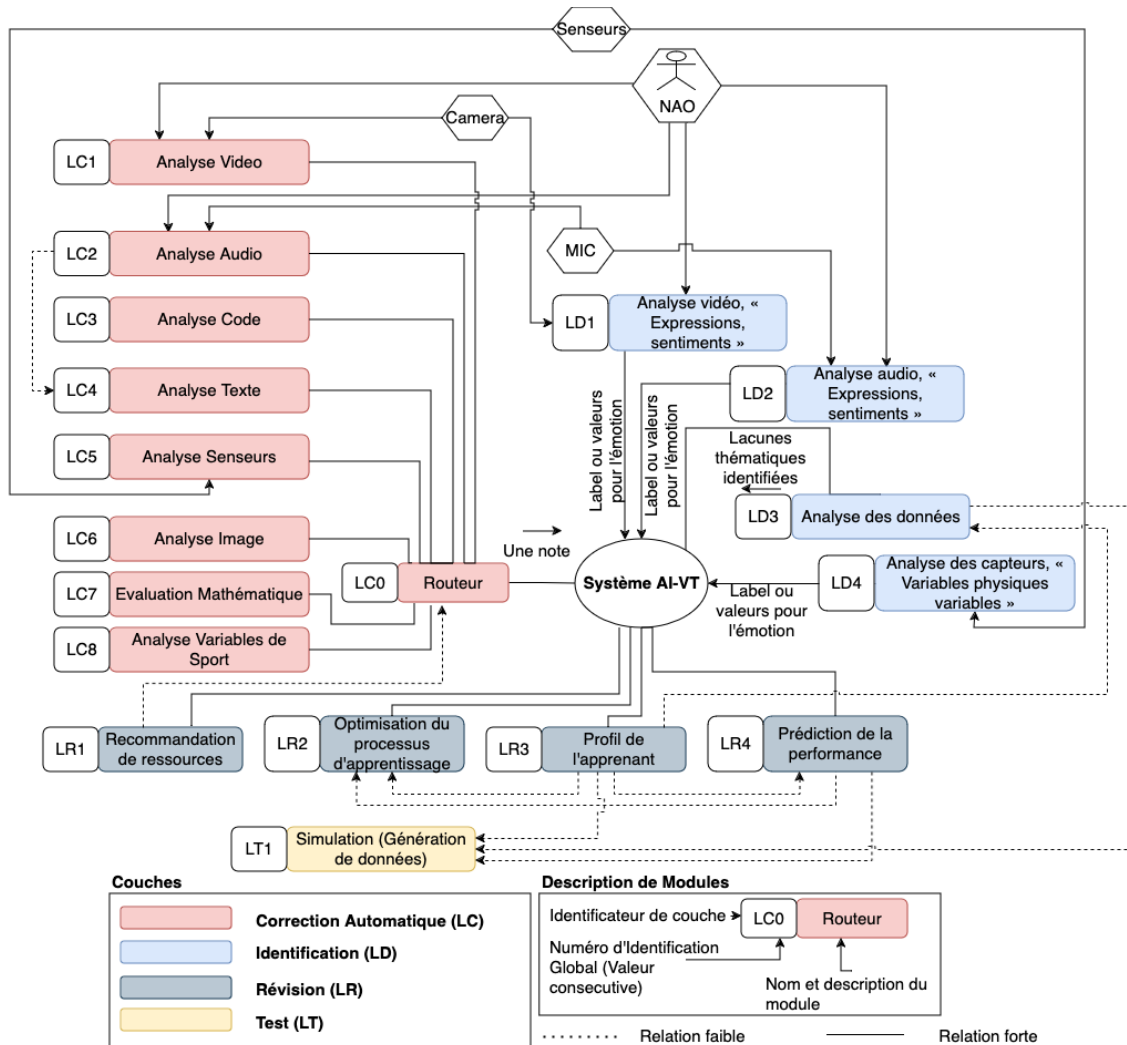 Senseurs
NAO
Camera
LC1
Analyse Video
LC2
Analyse Audio
MIC
LC3
Analyse Code
LD1
Analyse vidéo, «
Expressions,
sentiments »
LC4
Analyse Texte
LD2
Analyse audio, «
Expressions,
sentiments »
Label ou valeurs
pour l'émotion
Label ou valeurs
pour l'émotion
Lacunes
thématiques
identifiées
LC5
Analyse Senseurs
LD3
Analyse des données
LC6
Analyse Image
Une note
LC7
Evaluation Mathématique
LC0
Routeur
Système AI-VT
LD4
Analyse des capteurs, «
Variables physiques
variables »
Label ou
valeurs pour
l'émotion
LC8
Analyse Variables de
Sport
LR1
Recommandation
de ressources
LR2
Optimisation du
processus
d'apprentissage
LR3
Profil de
l'apprenant
LR4
Prédiction de la
performance
LT1
Simulation (Génération
de données)
Couches
Correction Automatique (LC)
Identification (LD)
Révision (LR)
Test (LT)
Description de Modules
Identificateur de couche
LC0
Routeur
Numéro d'Identification
Global (Valeur
consecutive)
Nom et description du
module
Relation faible
Relation forte